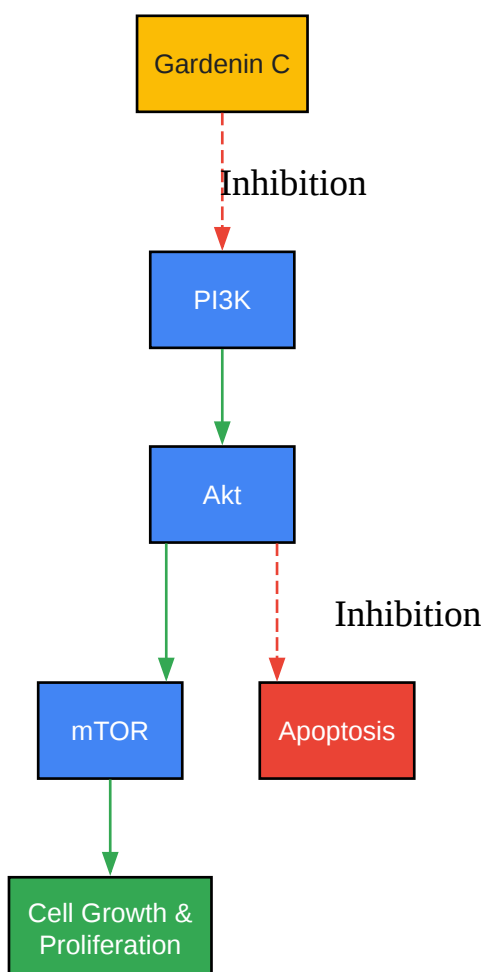 Gardenin C
Inhibition
PI3K
Akt
Inhibition
mTOR
Apoptosis
Cell Growth &
Proliferation